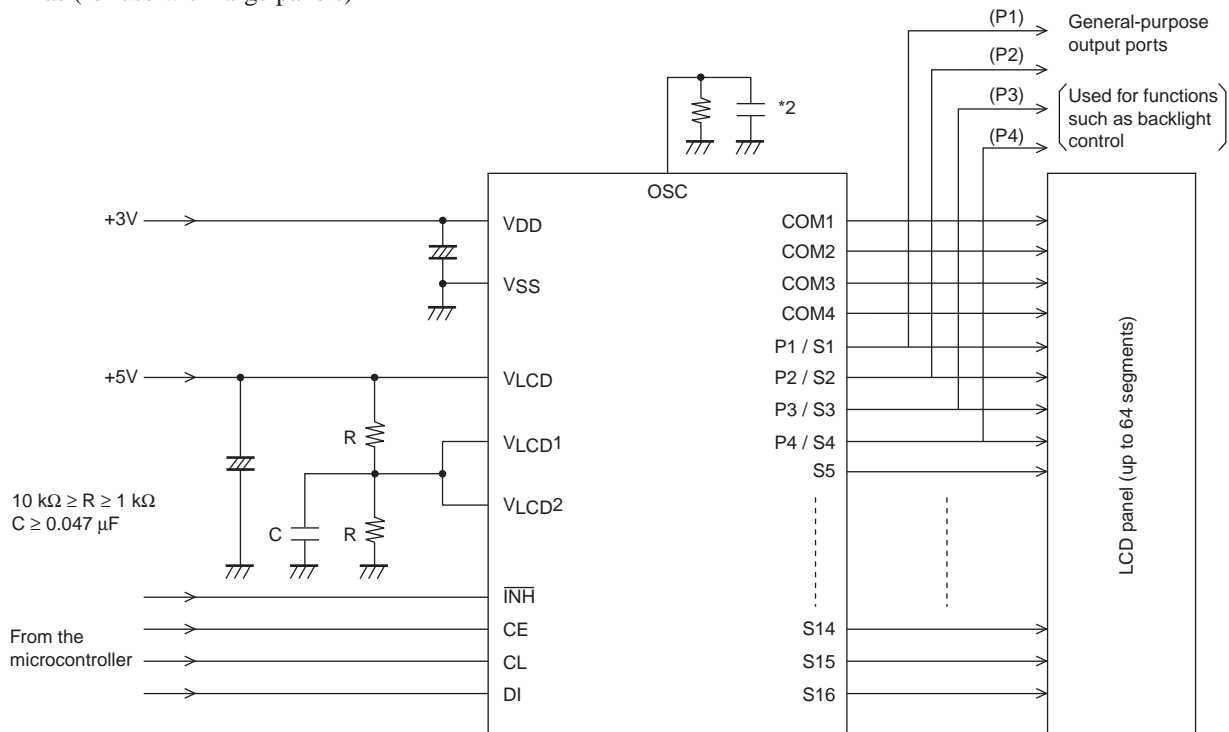 (P1)
General-purpose
output ports
(P2)
(P3)
Used for functions
such as backlight
control
(P4)
*2
OSC
+3V
VDD
VSS
+5V
VLCD
R
VLCD1
VLCD2
C
R
10 kΩ ≥ R ≥ 1 kΩ
C ≥ 0.047 μF
INH
From the
microcontroller
CE
CL
DI
COM1
COM2
COM3
COM4
P1 / S1
P2 / S2
P3 / S3
P4 / S4
S5
S14
S15
S16
LCD panel (up to 64 segments)